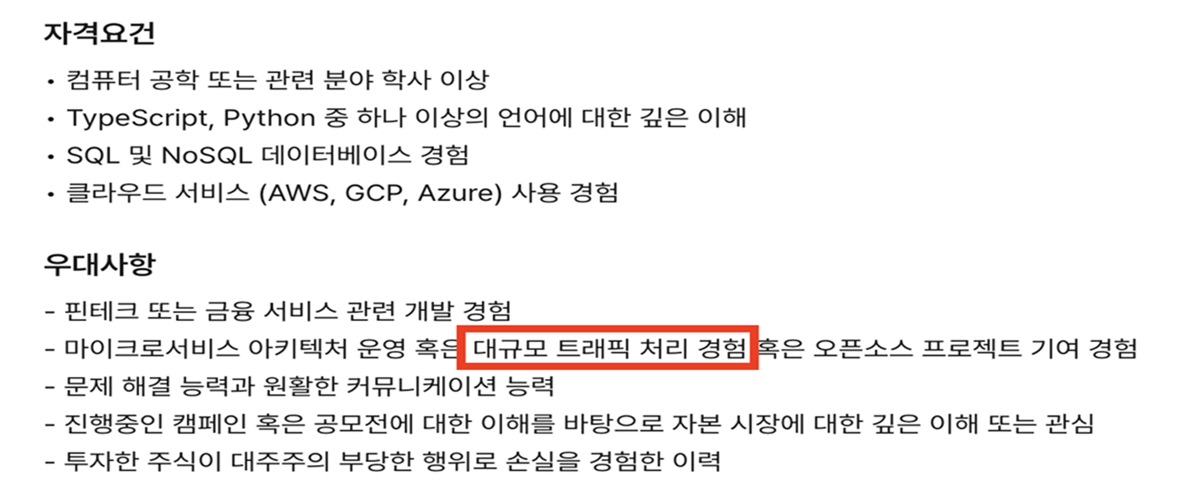 자격요건
• 컴퓨터 공학 또는 관련 분야 학사 이상
• TypeScript, Python 중 하나 이상의 언어에 대한 깊은 이해
• SQL 및 NoSQL 데이터베이스 경험
• 클라우드 서비스 (AWS, GCP, Azure) 사용 경험
우대사항
- 핀테크 또는 금융 서비스 관련 개발 경험
- 마이크로서비스 아키텍처 운영 혹은 대규모 트래픽 처리 경험 혹은 오픈소스 프로젝트 기여 경험
- 문제 해결 능력과 원활한 커뮤니케이션 능력
- 진행중인 캠페인 혹은 공모전에 대한 이해를 바탕으로 자본 시장에 대한 깊은 이해 또는 관심
- 투자한 주식이 대주주의 부당한 행위로 손실을 경험한 이력